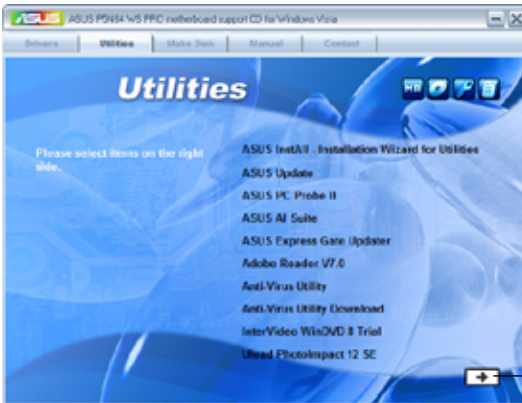 ASUS P5N64 WS PRO motherboard support CD for Windows Vista
Drivers Utilities Make Disk Manual Contact
Utilities
Please select items on the right
side.
ASUS InstAll - Installation Wizard for Utilities
ASUS Update
ASUS PC Probe II
ASUS AI Suite
ASUS Express Gate Updater
Adobe Reader V7.0
Anti-Virus Utility
Anti-Virus Utility Download
InterVideo WinDVD 8 Trial
Ulead PhotoImpact 12 SE